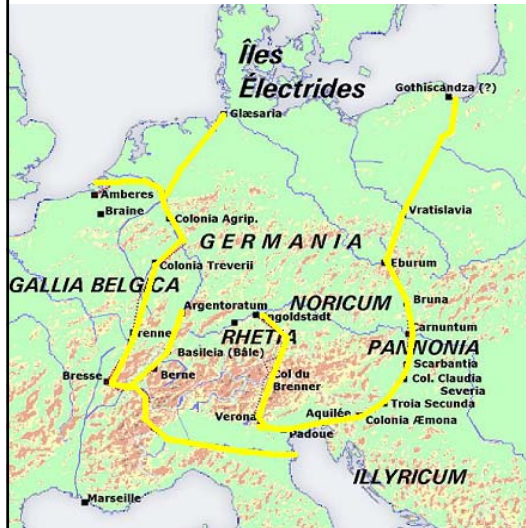 Îles
Électrides
Gothiscandza (?)
Glæsaria
Amberes
Braine
Colonia Agrip.
Vratislavia
GERMANIA
Eburum
Colonia Treverii
GALLIA BELGICA
Argentoratum
NORICUM
Bruna
Ingoldstadt
Brenne
RHETIA
Carnuntum
PANNONIA
Basileia (Bâle)
Scarbantia
Bresse
Berne
Col du
Brenner
Col. Claudia
Severia
Troia Secunda
Verona
Aquilée
Colonia Æmona
Padoue
ILLYRICUM
Marseille